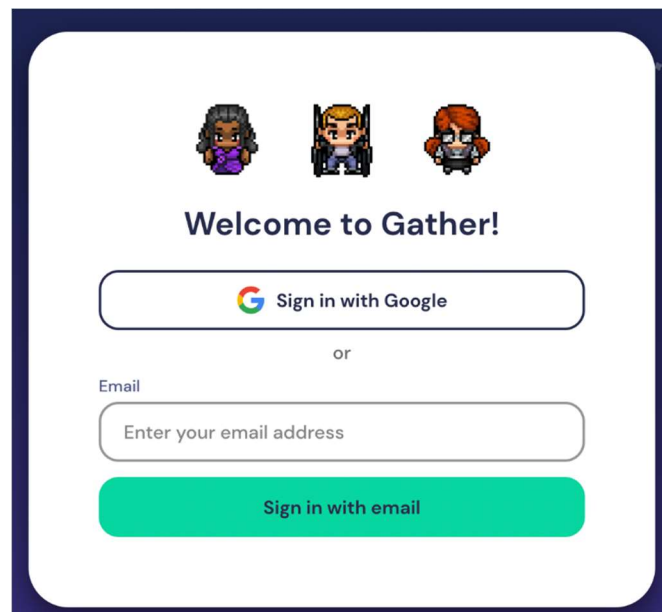 Welcome to Gather!
Sign in with Google
or
Email
Enter your email address
Sign in with email